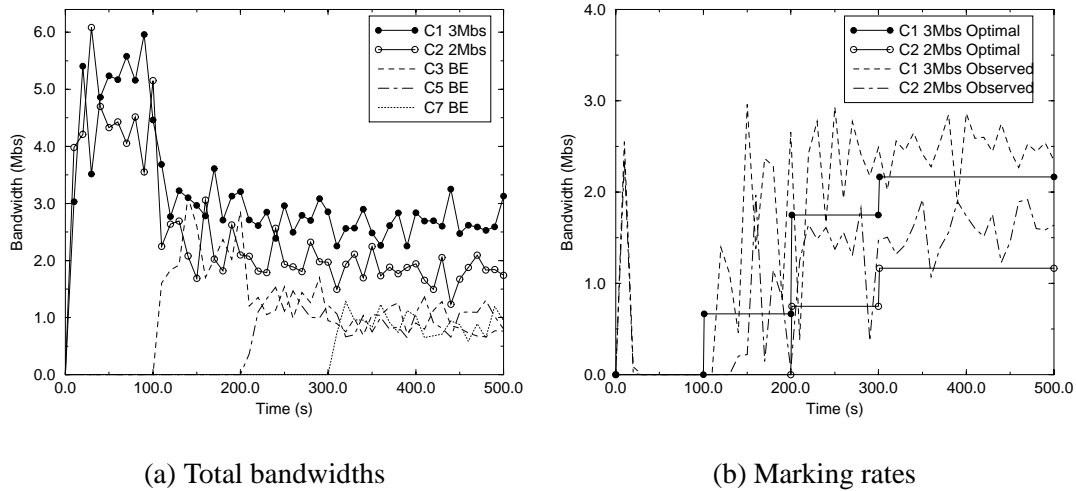 6.0
5.0
4.0
3.0
2.0
1.0
0.0
Bandwidth (Mbs)
C1 3Mbs
C2 2Mbs
C3 BE
C5 BE
C7 BE
0.0 100.0 200.0 300.0 400.0 500.0
Time (s)
(a) Total bandwidths
4.0
3.0
2.0
1.0
0.0
Bandwidth (Mbs)
C1 3Mbs Optimal
C2 2Mbs Optimal
C1 3Mbs Observed
C2 2Mbs Observed
0.0 100.0 200.0 300.0 400.0 500.0
Time (s)
(b) Marking rates